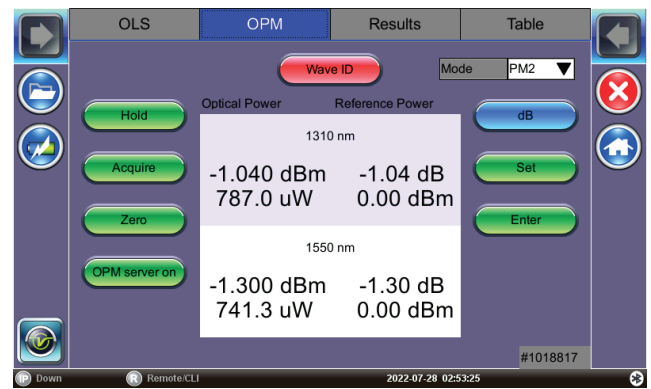 OLS OPM Results Table
Wave ID Mode PM2
Optical Power Reference Power
Hold dB
1310 nm
Acquire Set
-1.040 dBm -1.04 dB
787.0 uW 0.00 dBm
Zero Enter
1550 nm
OPM server on
-1.300 dBm -1.30 dB
741.3 uW 0.00 dBm
#1018817
IP Down R Remote/CLI 2022-07-28 02:53:25